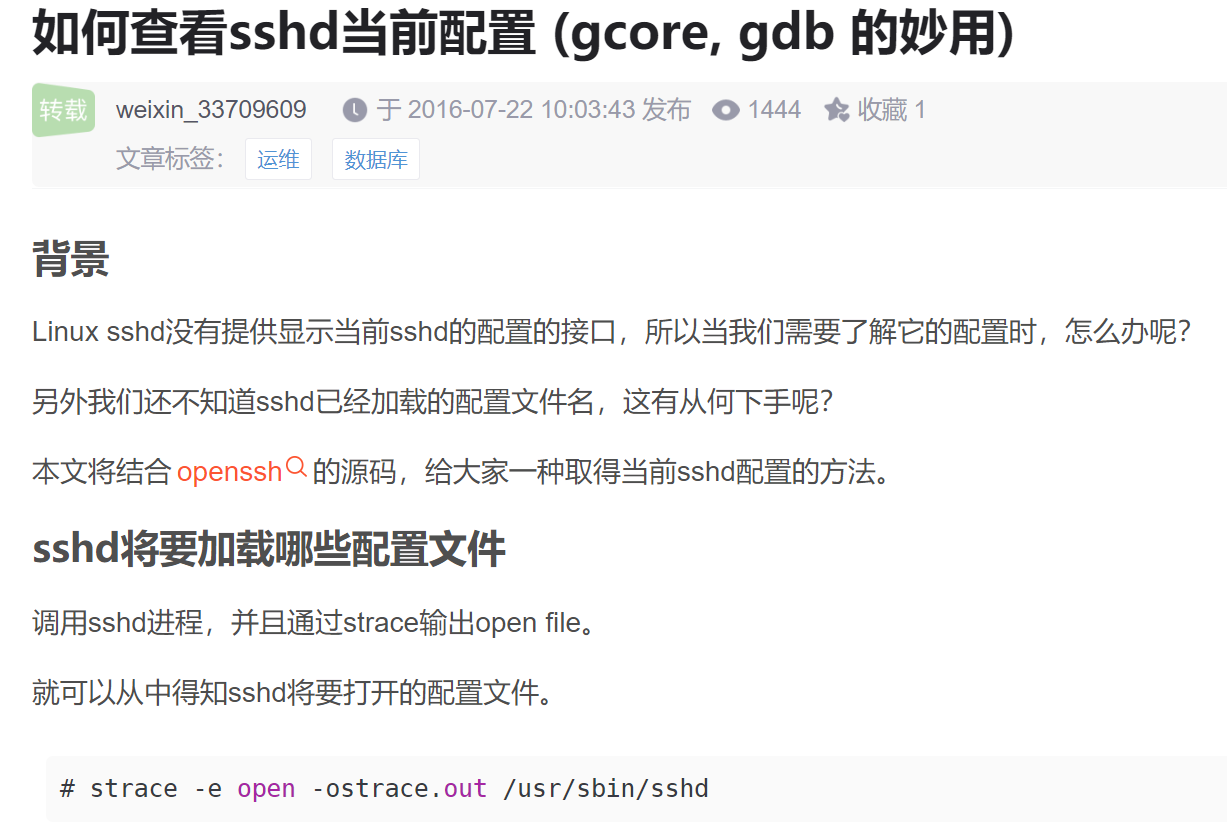 如何查看sshd当前配置 (gcore, gdb 的妙用)
转载 weixin_33709609 于 2016-07-22 10:03:43 发布 1444 收藏 1
文章标签： 运维 数据库
背景
Linux sshd没有提供显示当前sshd的配置的接口，所以当我们需要了解它的配置时，怎么办呢？
另外我们还不知道sshd已经加载的配置文件名，这有从何下手呢？
本文将结合 openssh 的源码，给大家一种取得当前sshd配置的方法。
sshd将要加载哪些配置文件
调用sshd进程，并且通过strace输出open file。
就可以从中得知sshd将要打开的配置文件。
# strace -e open -ostrace.out /usr/sbin/sshd